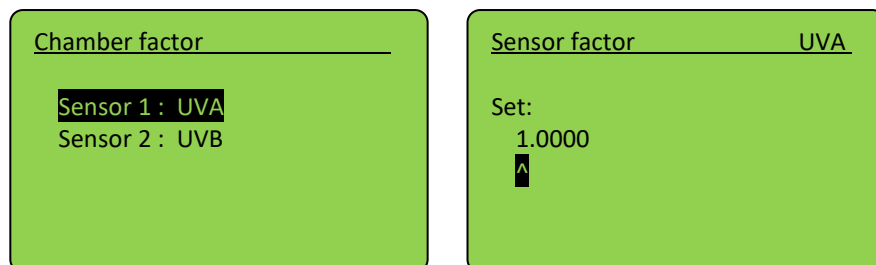 Chamber factor
Sensor 1 : UVA
Sensor 2 : UVB
Sensor factor UVA
Set:
1.0000
^